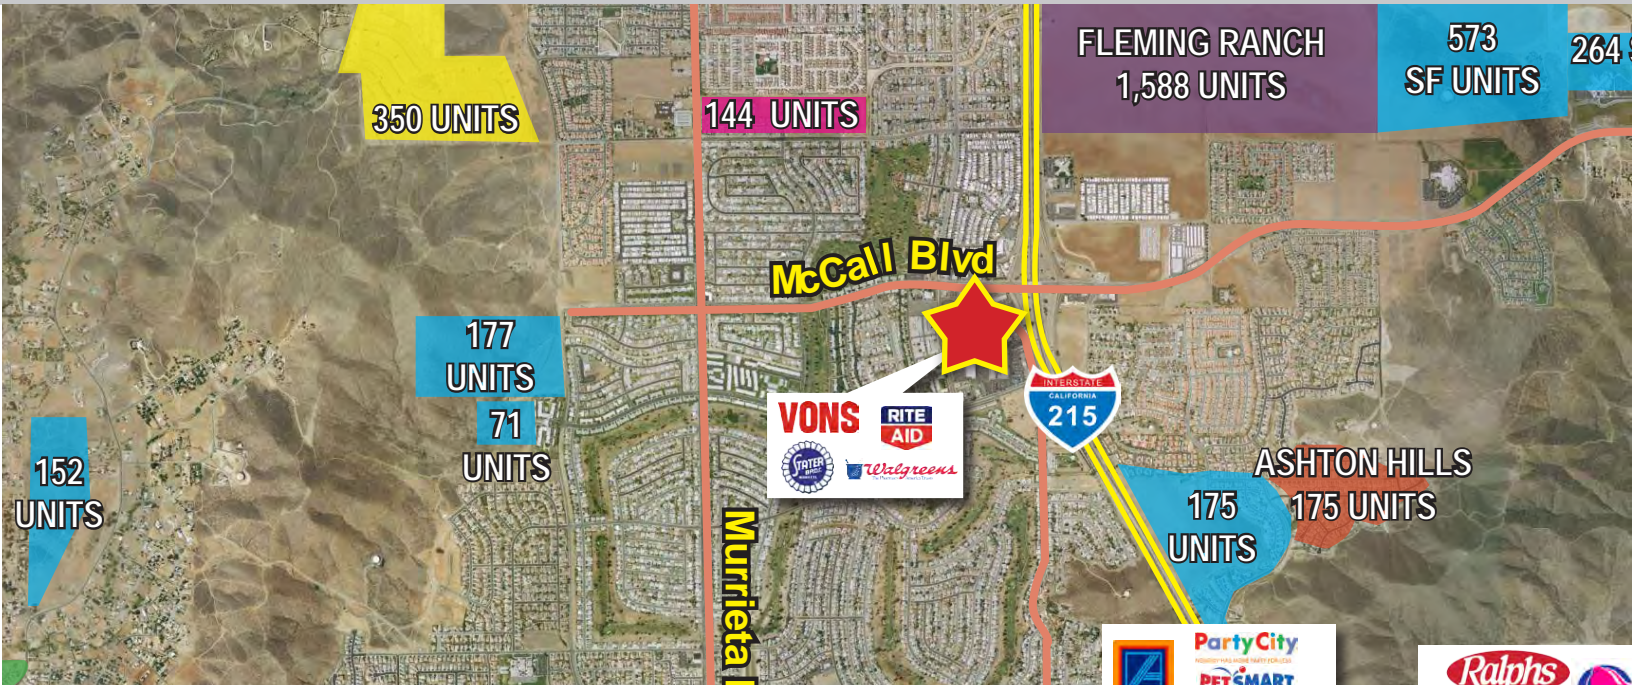 FLEMING RANCH
1,588 UNITS
573
SF UNITS
264
350 UNITS
144 UNITS
McCall Blvd
177
UNITS
71
UNITS
152
UNITS
VONS
RITE
AID
STATER
BROS
Walgreens
INTERSTATE
CALIFORNIA
215
ASHTON HILLS
175 UNITS
175
UNITS
Murrieta
Party City
PETSMART
Ralphs